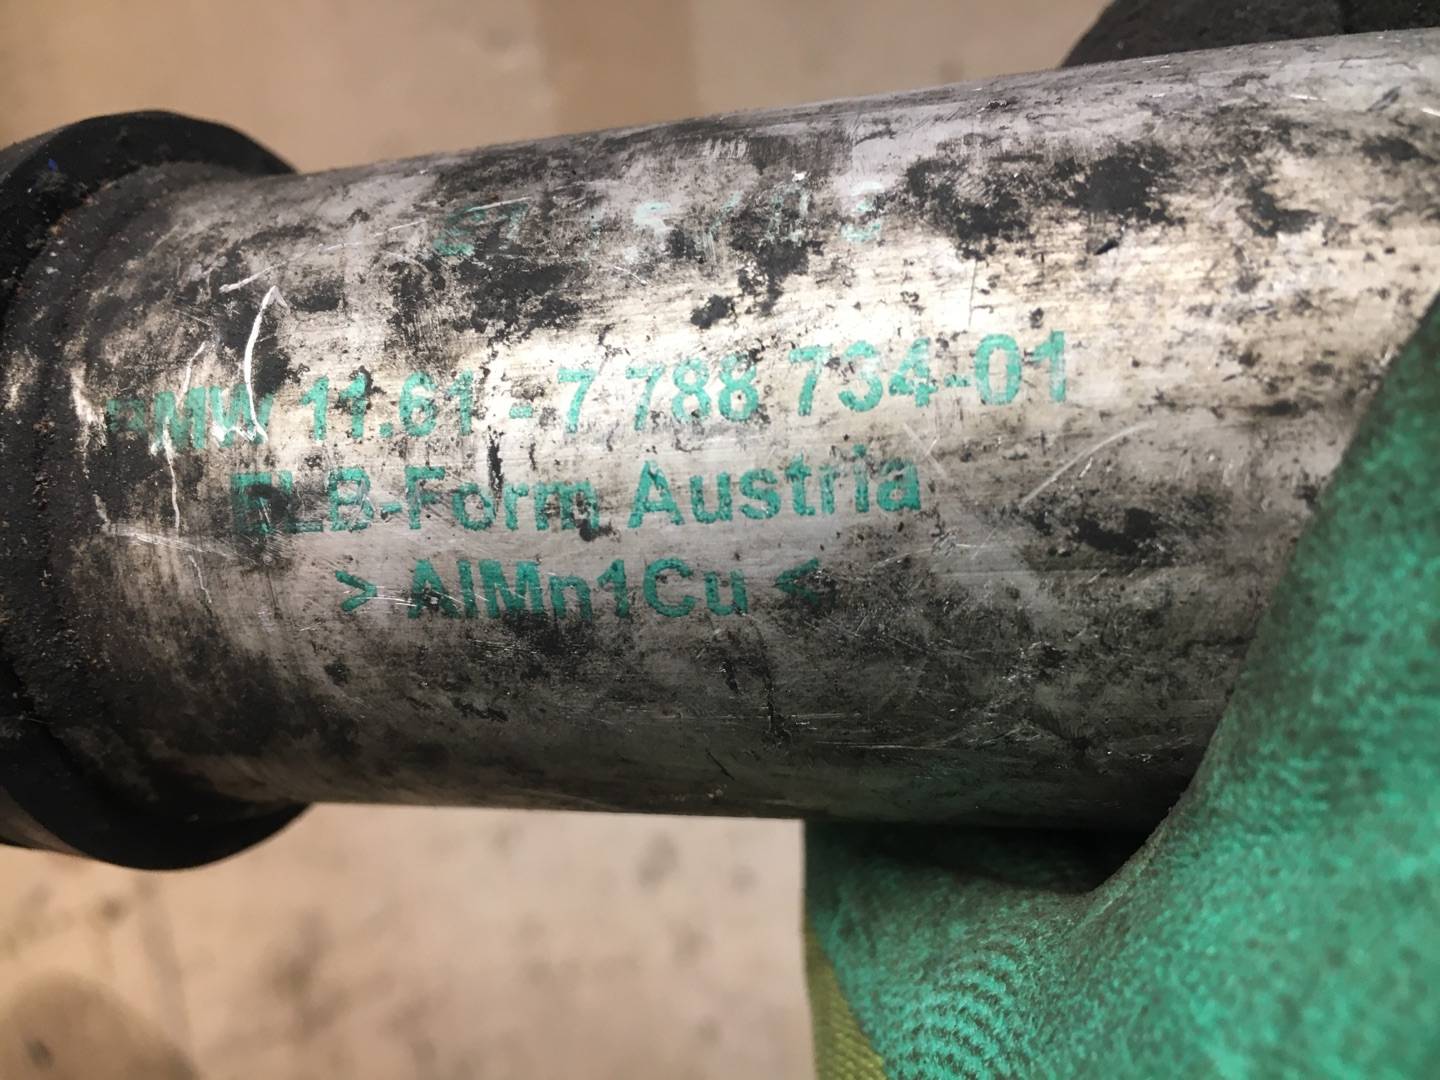 BMW 11.61 - 7 788 734-01
ELB-Form Austria
> AlMn1Cu <